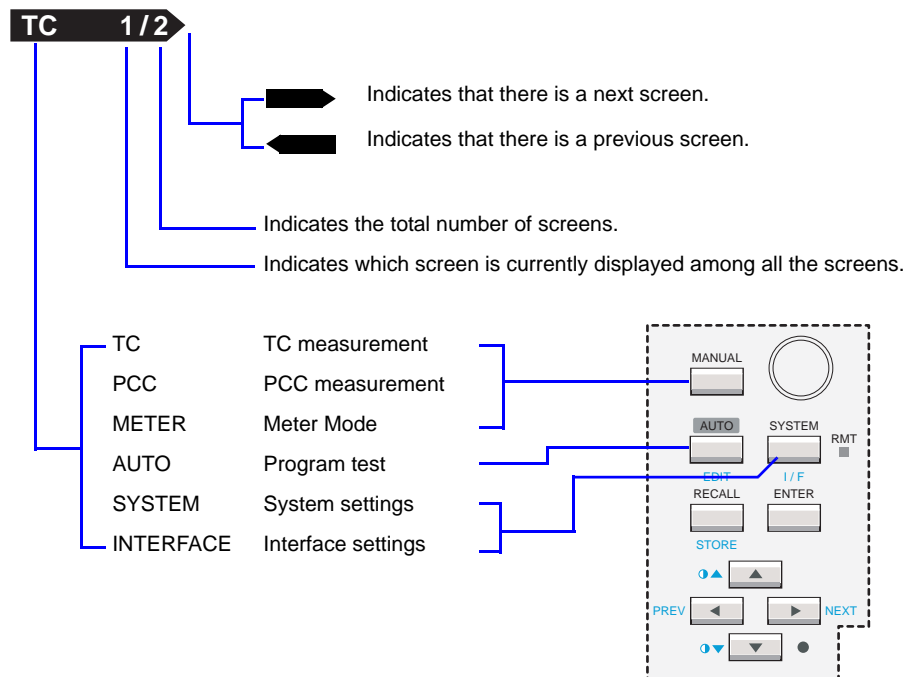 TC 1 / 2
Indicates that there is a next screen.
Indicates that there is a previous screen.
Indicates the total number of screens.
Indicates which screen is currently displayed among all the screens.
TC TC measurement
PCC PCC measurement
METER Meter Mode
AUTO Program test
SYSTEM System settings
INTERFACE Interface settings
MANUAL
AUTO SYSTEM
RMT
EDIT I / F
RECALL ENTER
STORE
PREV NEXT